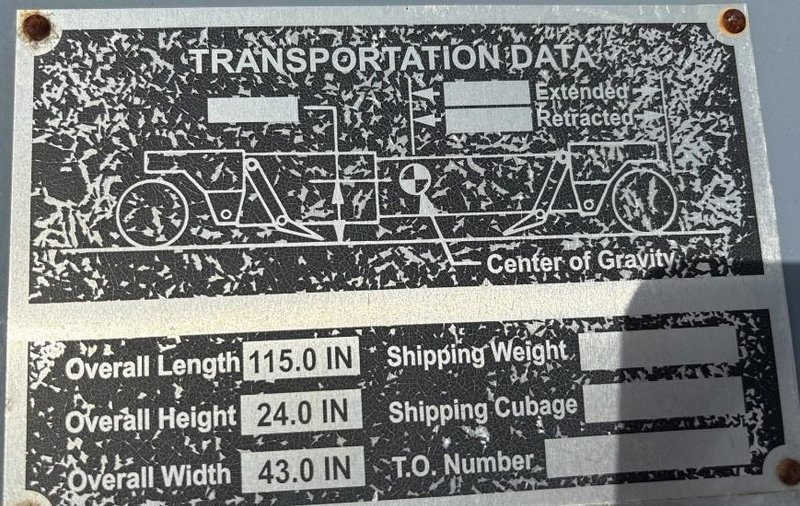 TRANSPORTATION DATA
Extended
Retracted
Center of Gravity
Overall Length 115.0 IN
Overall Height 24.0 IN
Overall Width 43.0 IN
Shipping Weight
Shipping Cubage
T.O. Number